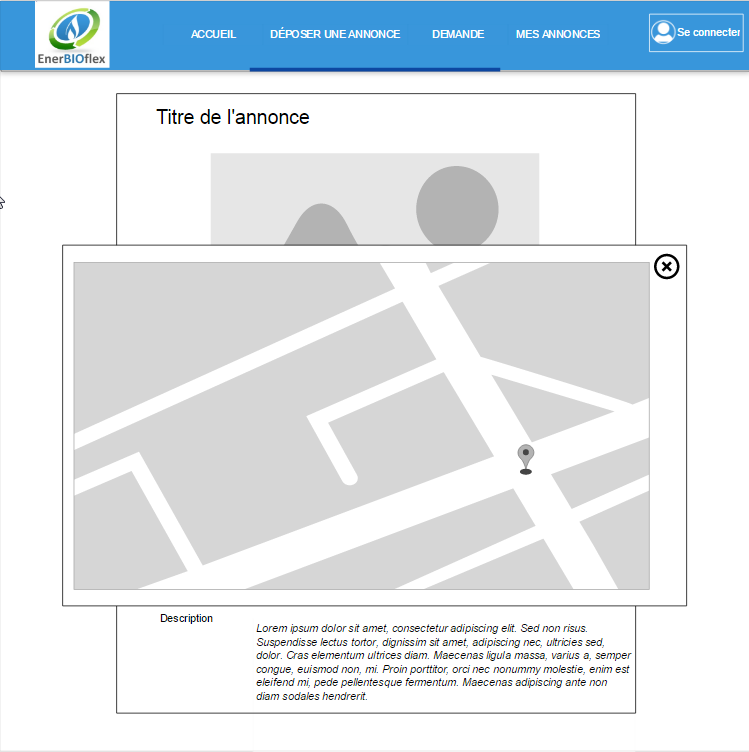 EnerBIOflex
ACCUEIL
DÉPOSER UNE ANNONCE
DEMANDE
MES ANNONCES
Se connecter
Titre de l'annonce
Description
Lorem ipsum dolor sit amet, consectetur adipiscing elit. Sed non risus.
Suspendisse lectus tortor, dignissim sit amet, adipiscing nec, ultricies sed,
dolor. Cras elementum ultrices diam. Maecenas ligula massa, varius a, semper
congue, euismod non, mi. Proin porttitor, orci nec nonummy molestie, enim est
eleifend mi, pede pellentesque fermentum. Maecenas adipiscing ante non
diam sodales hendrerit.